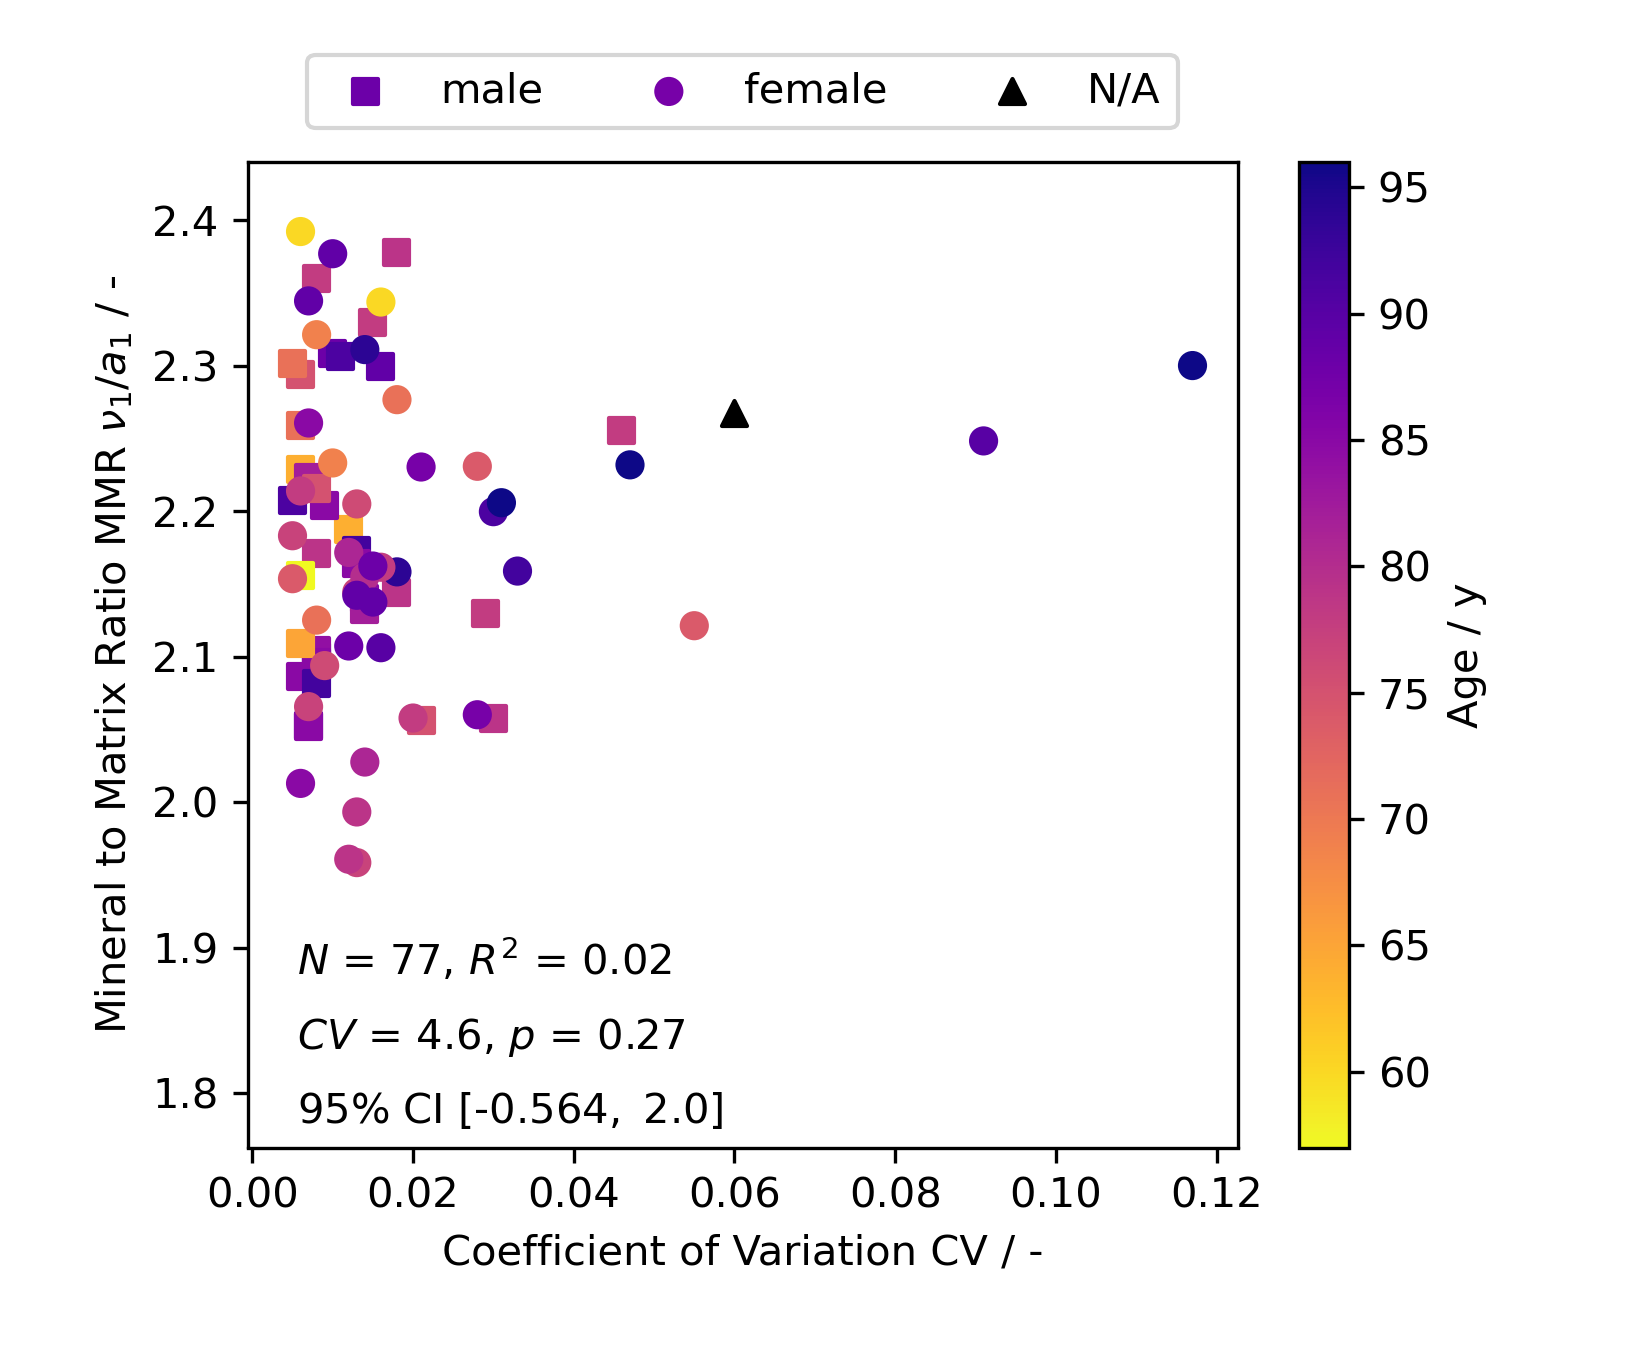 male female N/A
2.4
2.3
2.2
2.1
2.0
1.9
1.8
Mineral to Matrix Ratio MMR ν₁/a₁ / -
N = 77, R² = 0.02
CV = 4.6, p = 0.27
95% CI [-0.564, 2.0]
0.00 0.02 0.04 0.06 0.08 0.10 0.12
Coefficient of Variation CV / -
95
90
85
80
75
70
65
60
Age / y